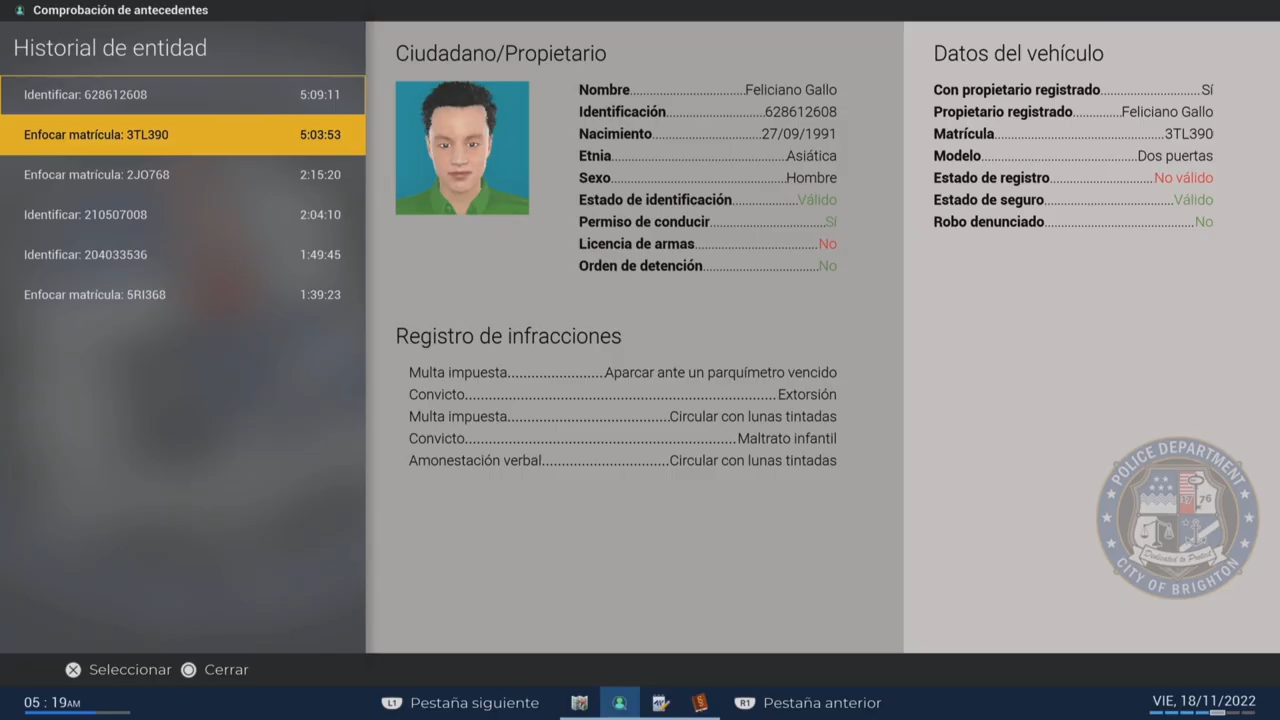 Comprobación de antecedentes
Historial de entidad
Identificar: 628612608 5:09:11
Enfocar matrícula: 3TL390 5:03:53
Enfocar matrícula: 2JO768 2:15:20
Identificar: 210507008 2:04:10
Identificar: 204033536 1:49:45
Enfocar matrícula: 5RI368 1:39:23
Ciudadano/Propietario
Nombre Feliciano Gallo
Identificación 628612608
Nacimiento 27/09/1991
Etnia Asiática
Sexo Hombre
Estado de identificación Válido
Permiso de conducir Sí
Licencia de armas No
Orden de detención No
Registro de infracciones
Multa impuesta Aparcar ante un parquímetro vencido
Convicto Extorsión
Multa impuesta Circular con lunas tintadas
Convicto Maltrato infantil
Amonestación verbal Circular con lunas tintadas
Datos del vehículo
Con propietario registrado Sí
Propietario registrado Feliciano Gallo
Matrícula 3TL390
Modelo Dos puertas
Estado de registro No válido
Estado de seguro Válido
Robo denunciado No
POLICE DEPARTMENT
1776
Dedicated to Protect
CITY OF BRIGHTON
Seleccionar Cerrar
05 : 19AM
L1 Pestaña siguiente
R1 Pestaña anterior
VIE, 18/11/2022